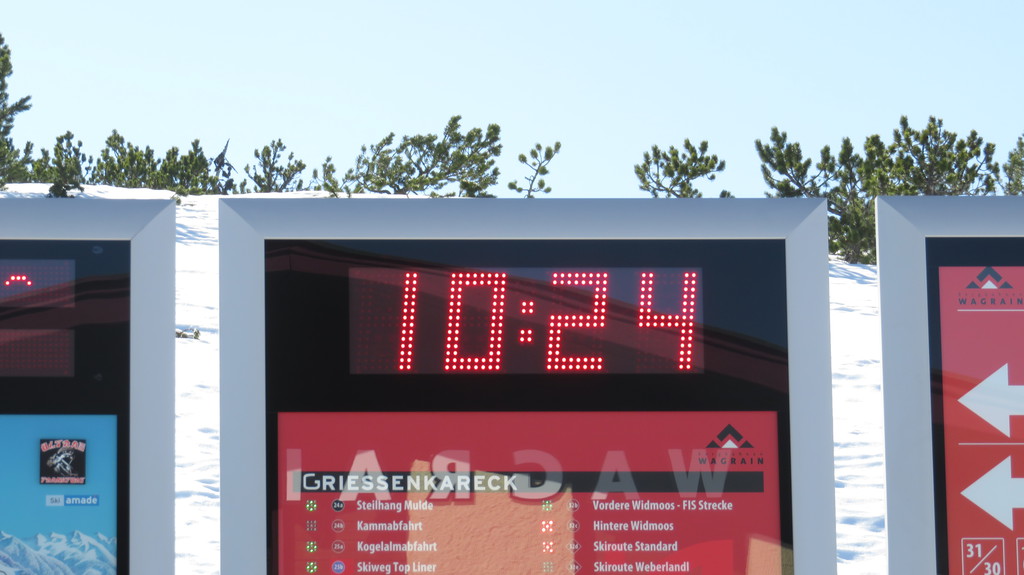 10:24
WAGRAIN
WAGRAIN
GRIESSENKARECK
Steilhang Mulde
Kammabfahrt
Kogelalmabfahrt
Skiweg Top Liner
Vordere Widmoos - FIS Strecke
Hintere Widmoos
Skiroute Standard
Skiroute Weberlandl
SKI amade
31/30